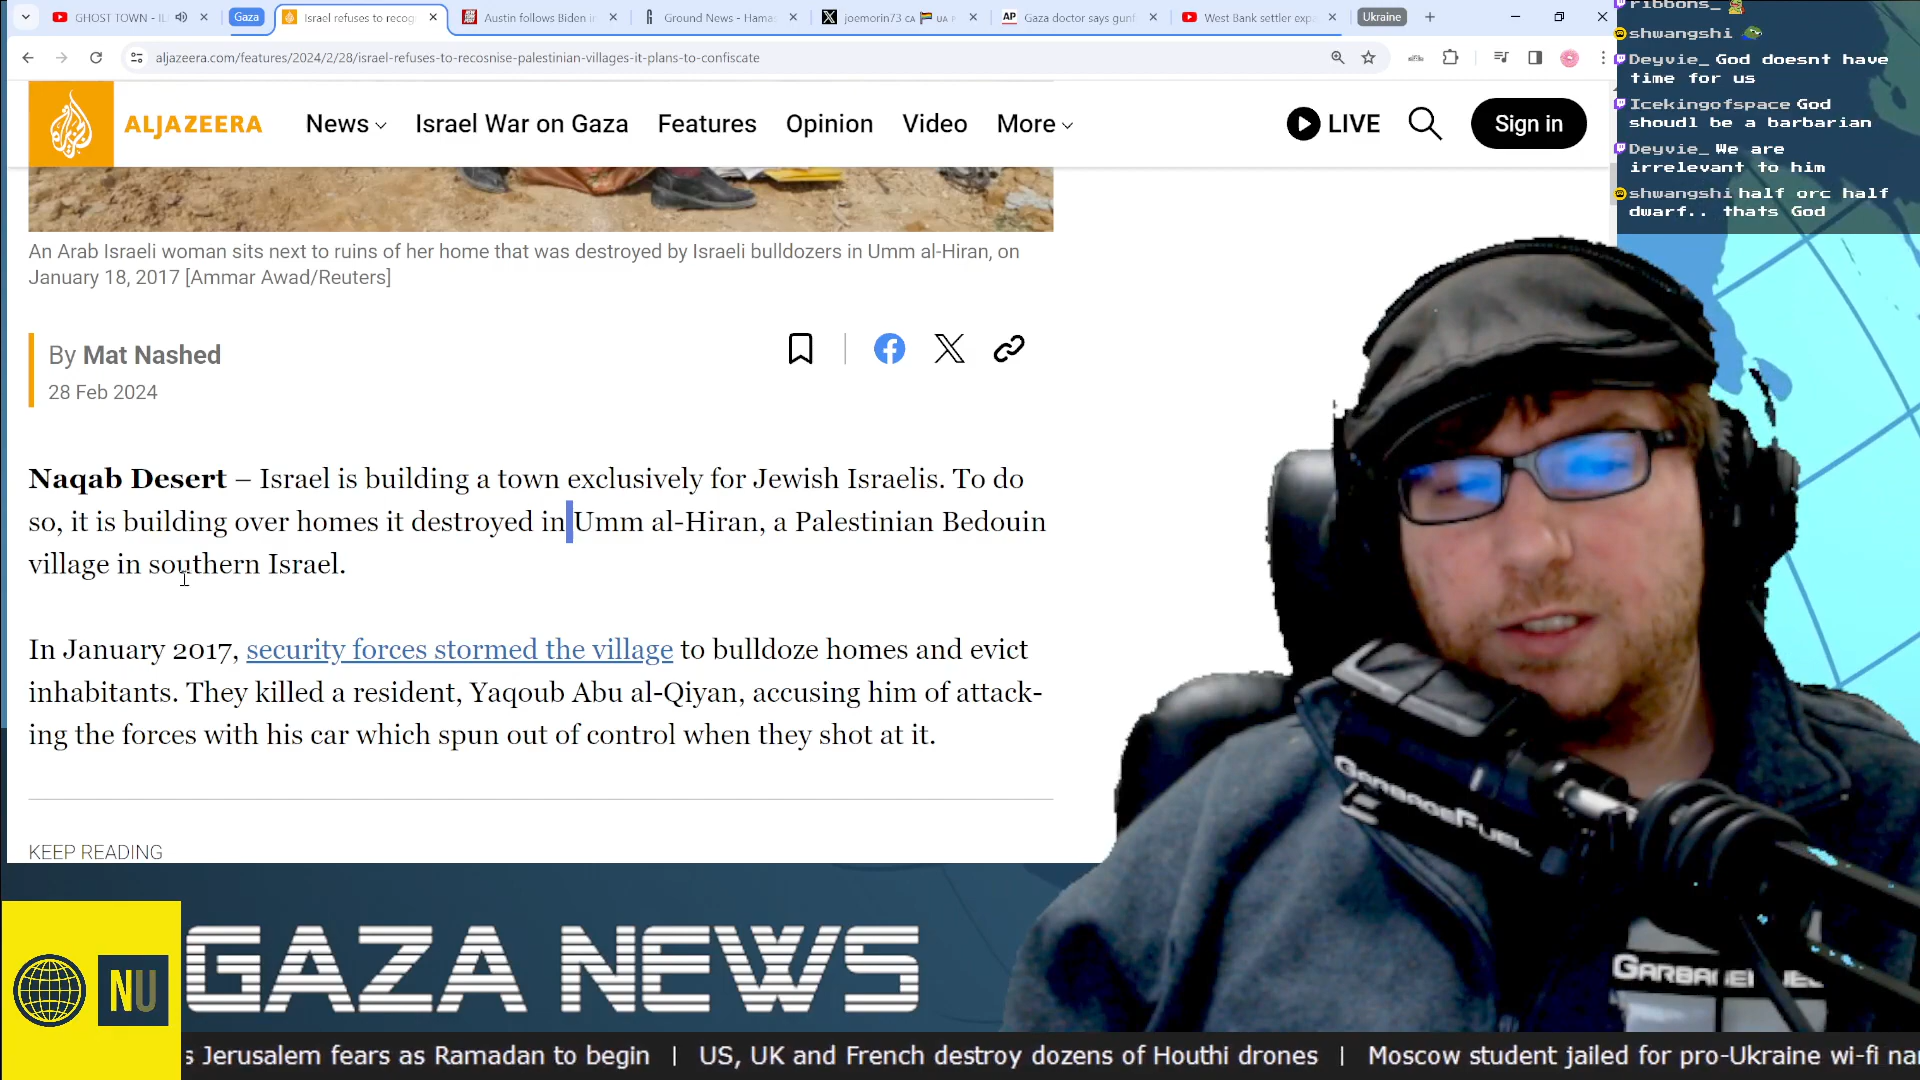 GHOST TOWN - IL
Gaza
Israel refuses to recog
Austin follows Biden in
Ground News - Hamas
joemorin73 CA UA
Gaza doctor says gunf
West Bank settler exp
Ukraine
aljazeera.com/features/2024/2/28/israel-refuses-to-recosnise-palestinian-villages-it-plans-to-confiscate
ALJAZEERA
News
Israel War on Gaza
Features
Opinion
Video
More
LIVE
Sign in
ribbons_
shwangshi
Deyvie_ God doesnt have
time for us
Icekingofspace God
shoudl be a barbarian
Deyvie_ We are
irrelevant to him
shwangshi half orc half
dwarf.. thats God
An Arab Israeli woman sits next to ruins of her home that was destroyed by Israeli bulldozers in Umm al-Hiran, on
January 18, 2017 [Ammar Awad/Reuters]
By Mat Nashed
28 Feb 2024
Naqab Desert – Israel is building a town exclusively for Jewish Israelis. To do
so, it is building over homes it destroyed in Umm al-Hiran, a Palestinian Bedouin
village in southern Israel.
In January 2017, security forces stormed the village to bulldoze homes and evict
inhabitants. They killed a resident, Yaqoub Abu al-Qiyan, accusing him of attack-
ing the forces with his car which spun out of control when they shot at it.
KEEP READING
GARBAGEFUEL
NU
GAZA NEWS
s Jerusalem fears as Ramadan to begin | US, UK and French destroy dozens of Houthi drones | Moscow student jailed for pro-Ukraine wi-fi na